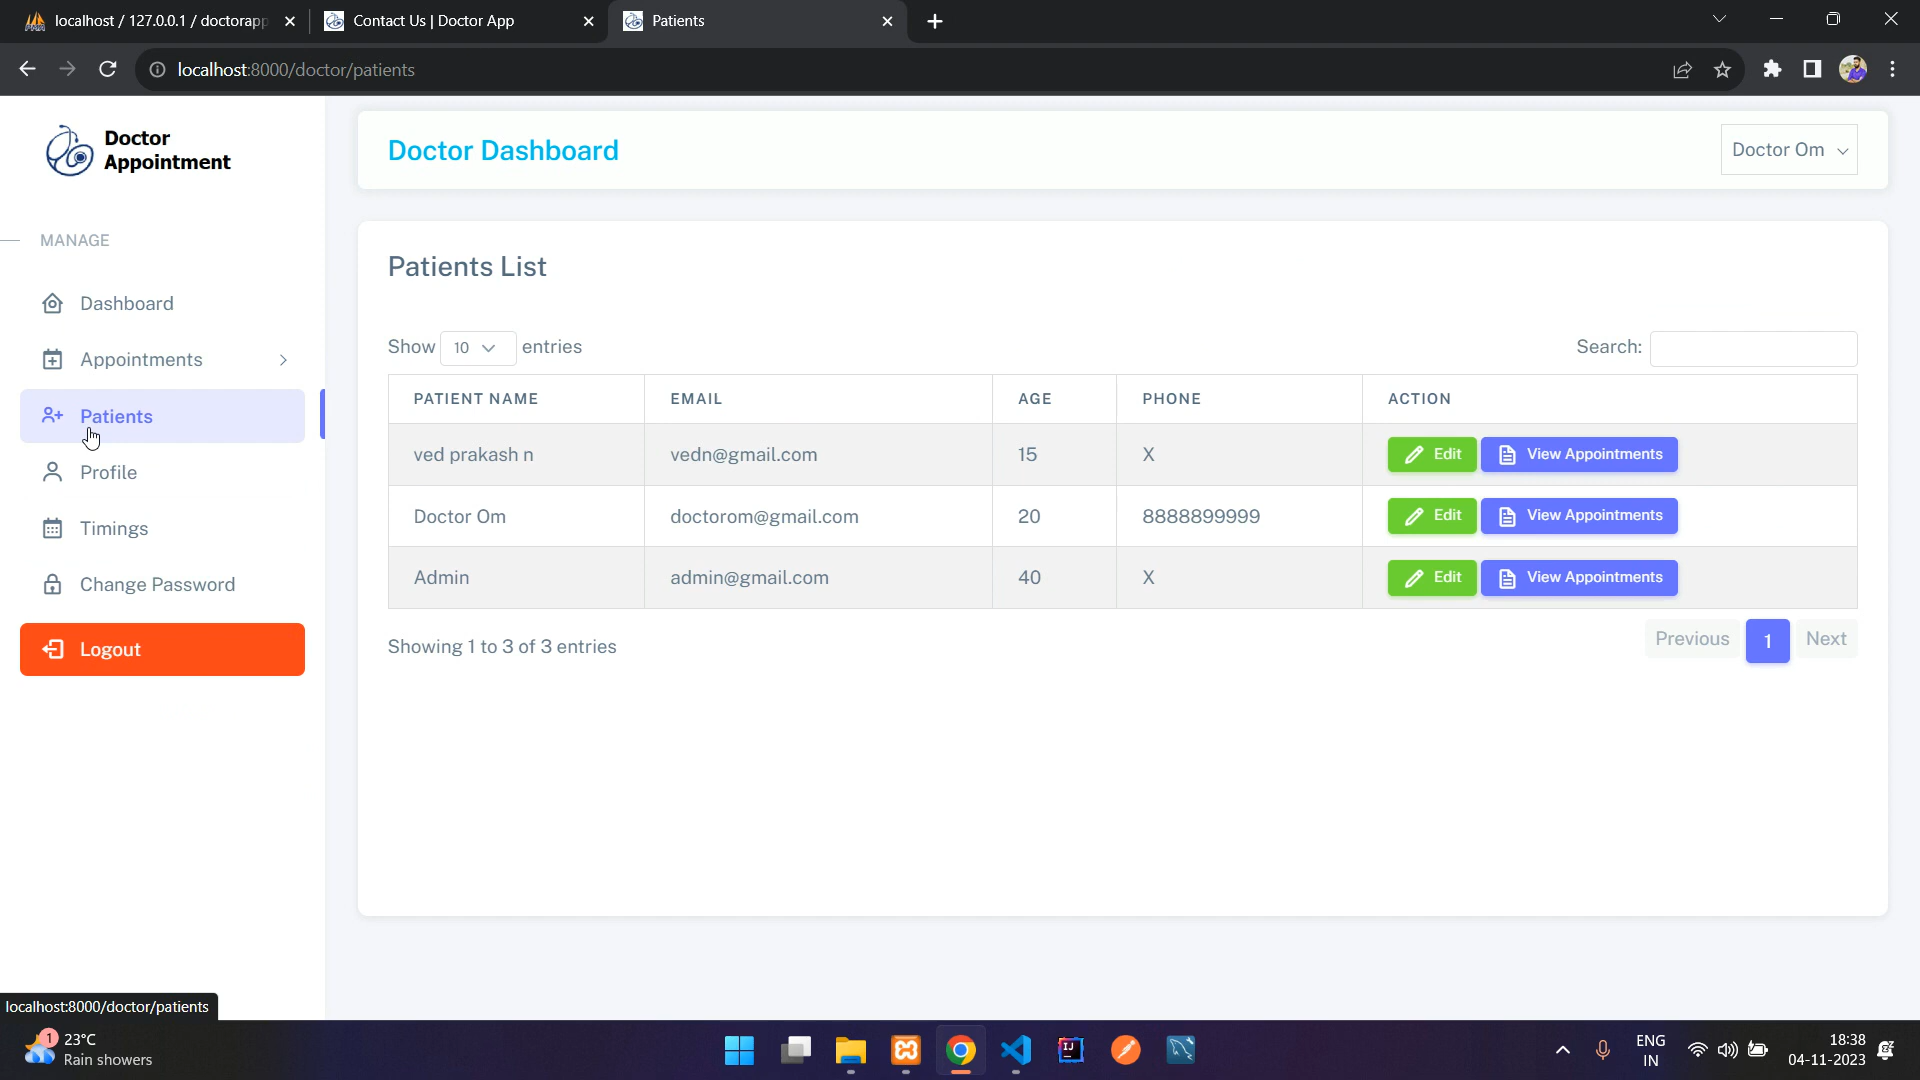 localhost / 127.0.0.1 / doctorapp
Contact Us | Doctor App
Patients
localhost:8000/doctor/patients
Doctor
Appointment
Doctor Dashboard
Doctor Om
MANAGE
Dashboard
Appointments
Patients
Profile
Timings
Change Password
Logout
Patients List
Show 10 entries
Search:
PATIENT NAME EMAIL AGE PHONE ACTION
ved prakash n vedn@gmail.com 15 X Edit View Appointments
Doctor Om doctorom@gmail.com 20 8888899999 Edit View Appointments
Admin admin@gmail.com 40 X Edit View Appointments
Showing 1 to 3 of 3 entries
Previous 1 Next
localhost:8000/doctor/patients
1
23°C
Rain showers
ENG
IN
18:38
04-11-2023